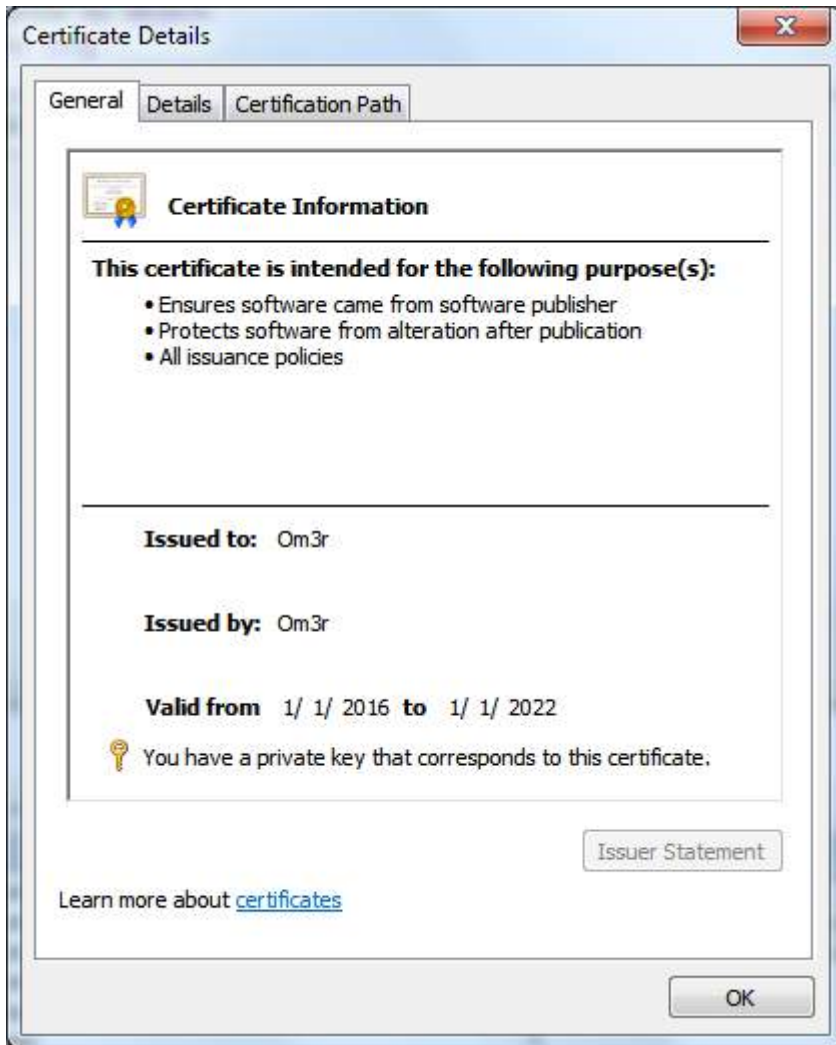 Certificate Details
General Details Certification Path
Certificate Information
This certificate is intended for the following purpose(s):
• Ensures software came from software publisher
• Protects software from alteration after publication
• All issuance policies
Issued to: Om3r
Issued by: Om3r
Valid from 1/ 1/ 2016 to 1/ 1/ 2022
You have a private key that corresponds to this certificate.
Issuer Statement
Learn more about certificates
OK